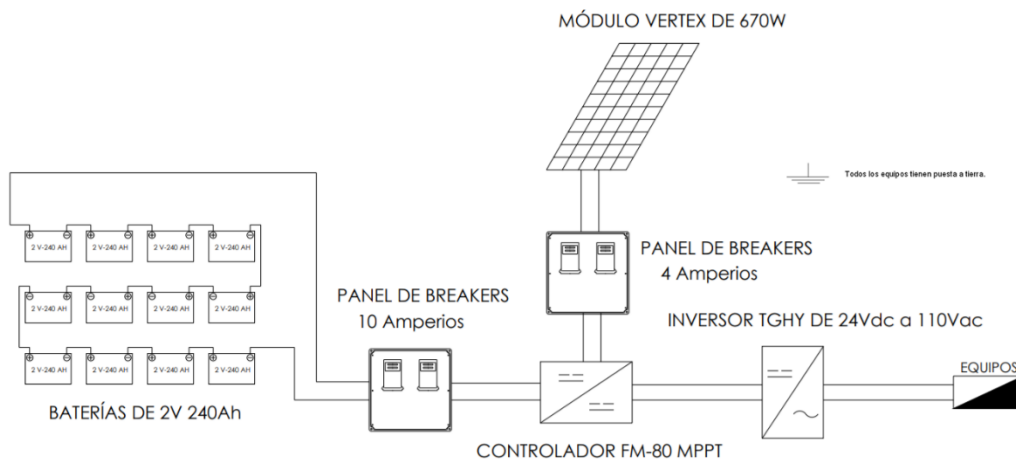 MÓDULO VERTEX DE 670W
Todos los equipos tienen puesta a tierra.
2 V-240 AH
2 V-240 AH
2 V-240 AH
2 V-240 AH
PANEL DE BREAKERS
4 Amperios
2 V-240 AH
2 V-240 AH
2 V-240 AH
2 V-240 AH
PANEL DE BREAKERS
10 Amperios
INVERSOR TGHY DE 24Vdc a 110Vac
2 V-240 AH
2 V-240 AH
2 V-240 AH
2 V-240 AH
EQUIPOS
BATERÍAS DE 2V 240Ah
CONTROLADOR FM-80 MPPT